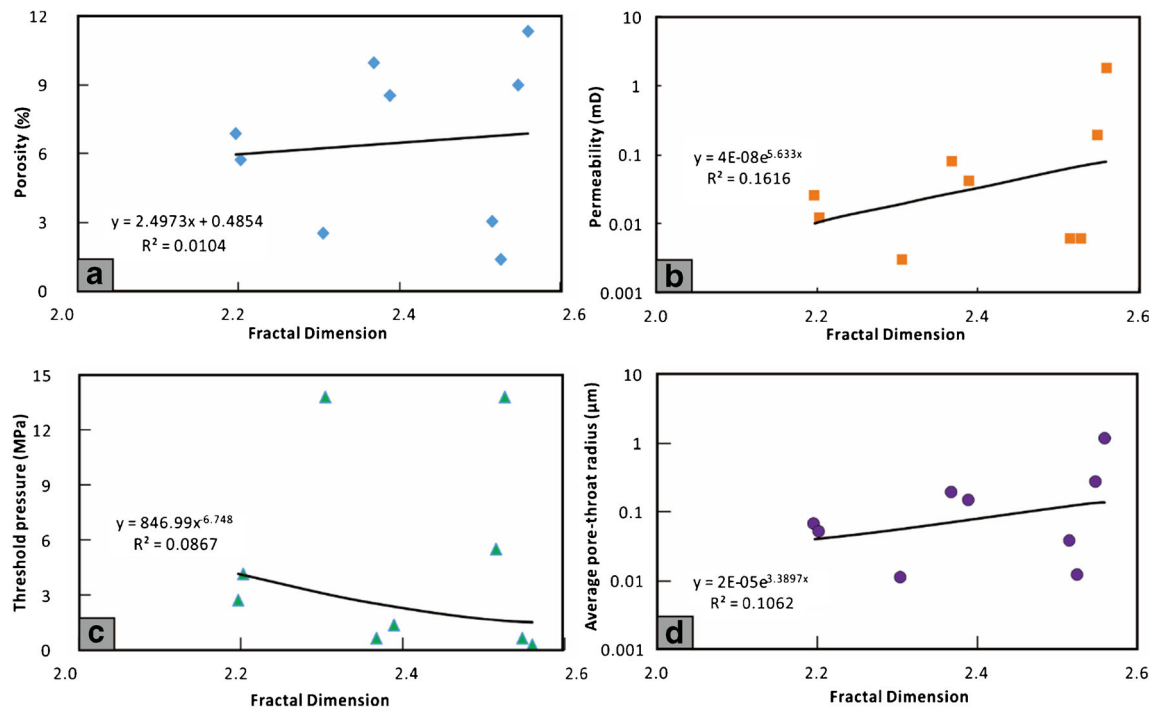 12
9
6
3
0
Porosity (%)
y = 2.4973x + 0.4854
R² = 0.0104
a
2.0 2.2 2.4 2.6
Fractal Dimension
10
1
0.1
0.01
0.001
Permeability (mD)
y = 4E-08e^5.633x
R² = 0.1616
b
2.0 2.2 2.4 2.6
Fractal Dimension
15
12
9
6
3
0
Threshold pressure (MPa)
y = 846.99x^-6.748
R² = 0.0867
c
2.0 2.2 2.4 2.6
Fractal Dimension
10
1
0.1
0.01
0.001
Average pore-throat radius (μm)
y = 2E-05e^3.3897x
R² = 0.1062
d
2.0 2.2 2.4 2.6
Fractal Dimension